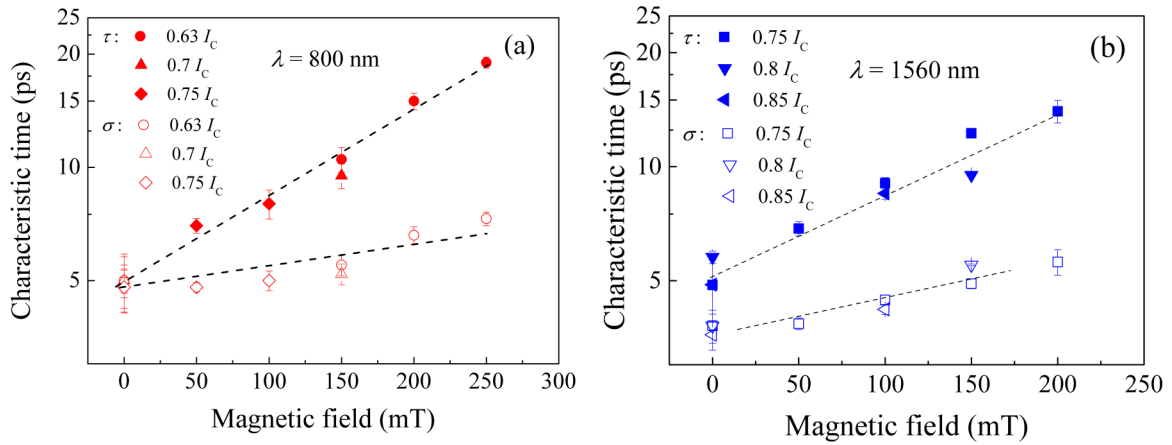 (a)
λ = 800 nm
τ: 0.63 I_C
0.7 I_C
0.75 I_C
σ: 0.63 I_C
0.7 I_C
0.75 I_C
Characteristic time (ps)
25
20
15
10
5
0 50 100 150 200 250 300
Magnetic field (mT)
(b)
λ = 1560 nm
τ: 0.75 I_C
0.8 I_C
0.85 I_C
σ: 0.75 I_C
0.8 I_C
0.85 I_C
Characteristic time (ps)
25
20
15
10
5
0 50 100 150 200 250
Magnetic field (mT)